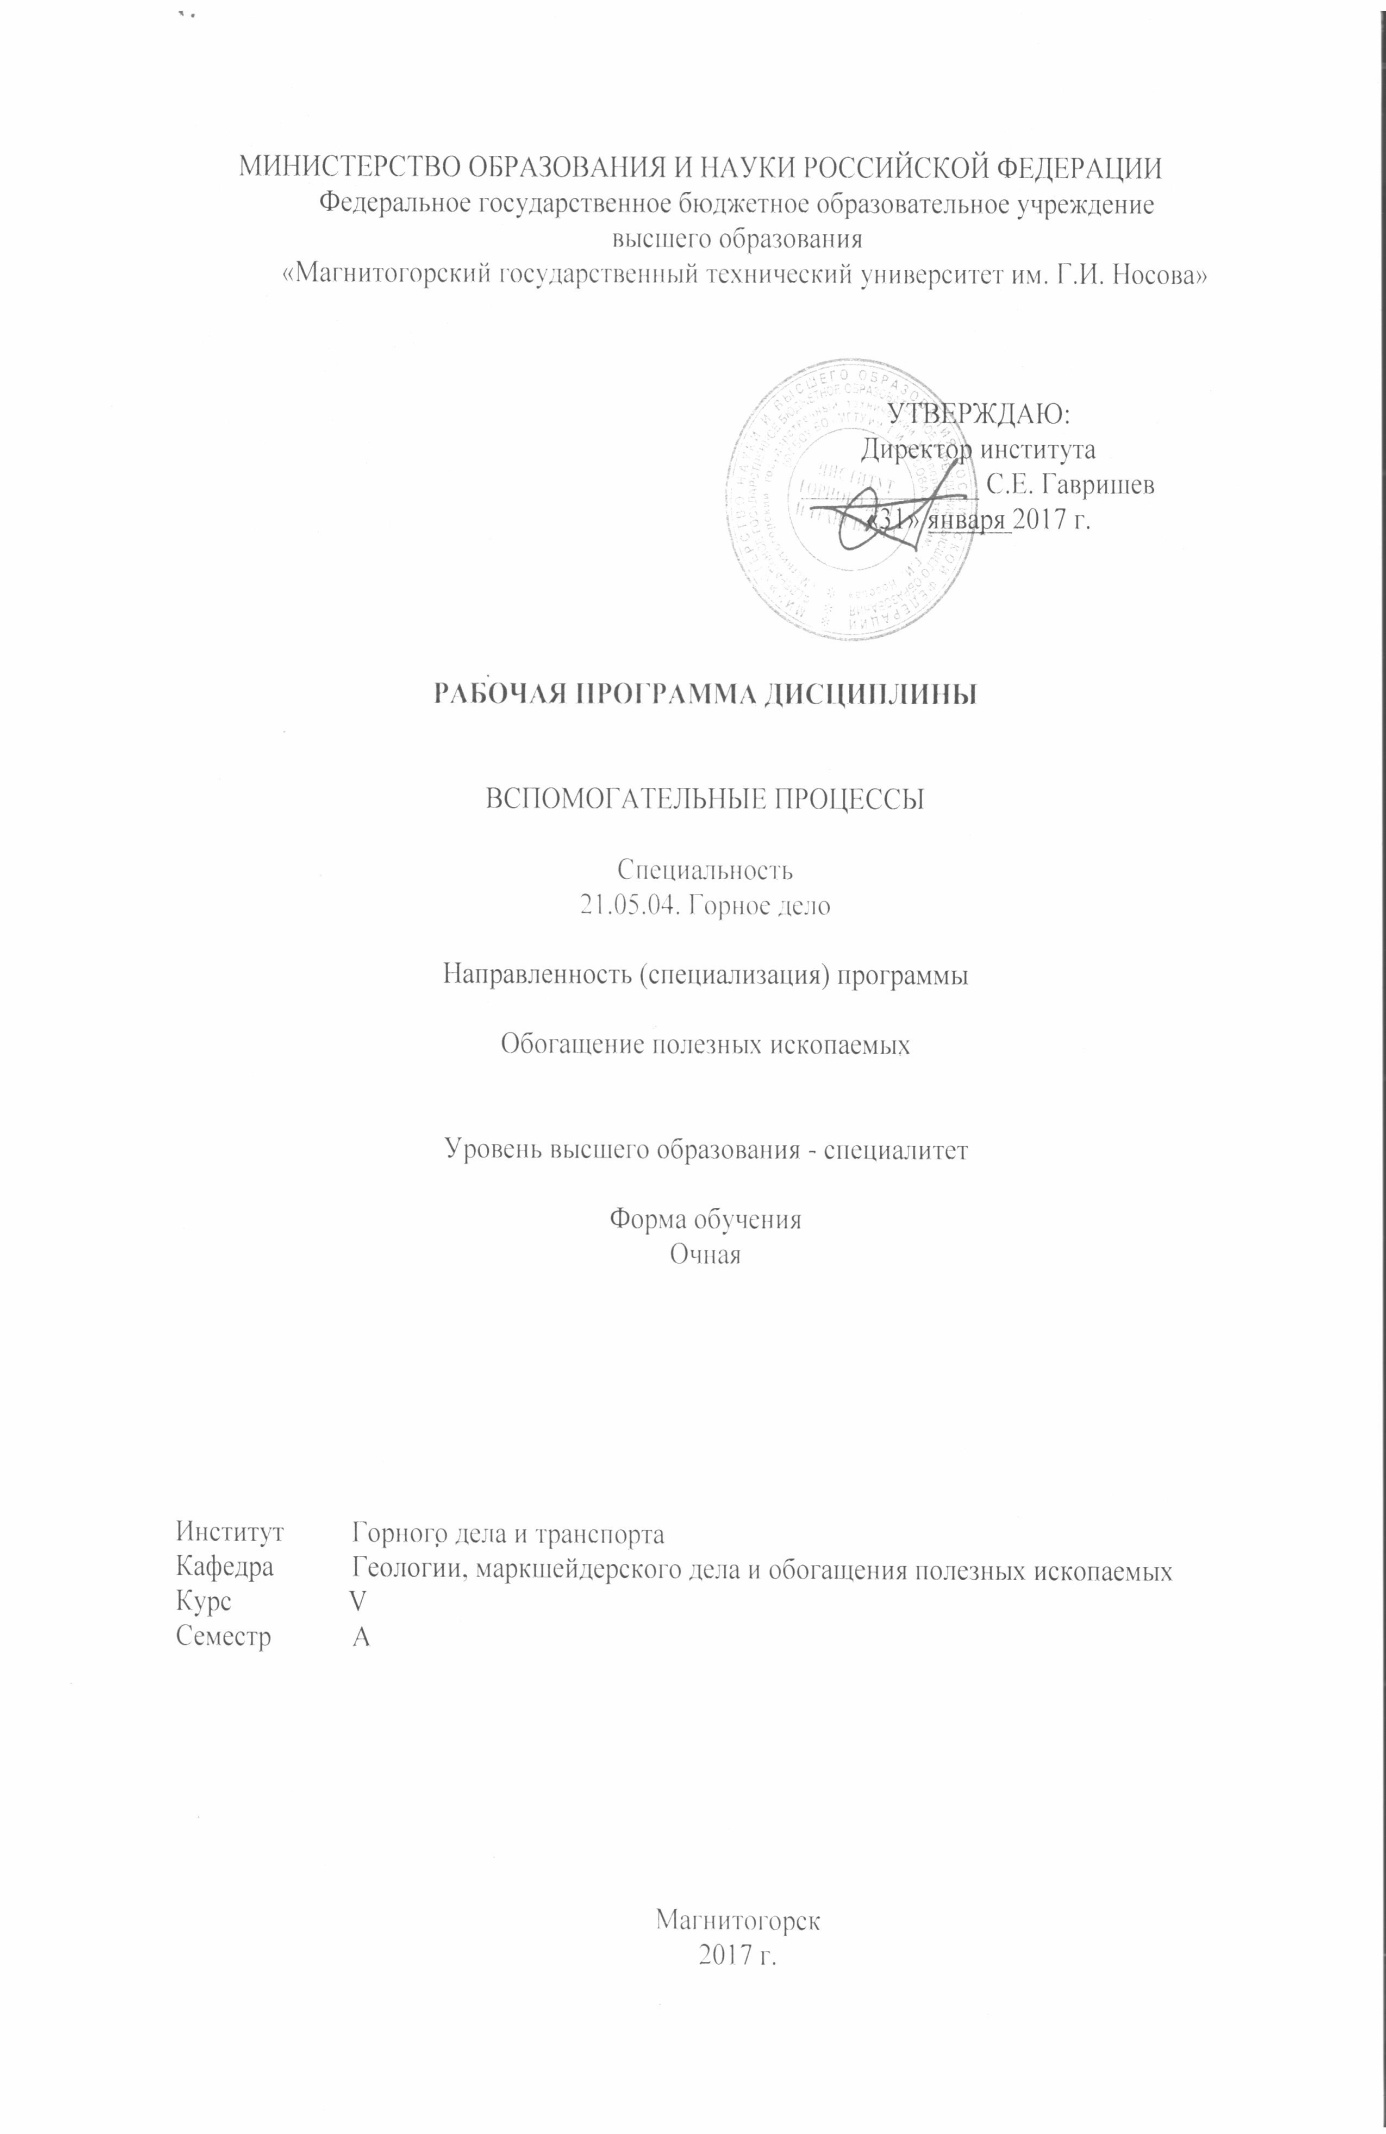 МИНИСТЕРСТВО ОБРАЗОВАНИЯ И НАУКИ РОССИЙСКОЙ ФЕДЕРАЦИИ
Федеральное государственное бюджетное образовательное учреждение
высшего образования
«Магнитогорский государственный технический университет им. Г.И. Носова»
УТВЕРЖДАЮ:
Директор института
С.Е. Гавришев
«31» января 2017 г.
РАБОЧАЯ ПРОГРАММА ДИСЦИПЛИНЫ
ВСПОМОГАТЕЛЬНЫЕ ПРОЦЕССЫ
Специальность
21.05.04. Горное дело
Направленность (специализация) программы
Обогащение полезных ископаемых
Уровень высшего образования - специалитет
Форма обучения
Очная
Институт Горного дела и транспорта
Кафедра Геологии, маркшейдерского дела и обогащения полезных ископаемых
Курс V
Семестр А
Магнитогорск
2017 г.